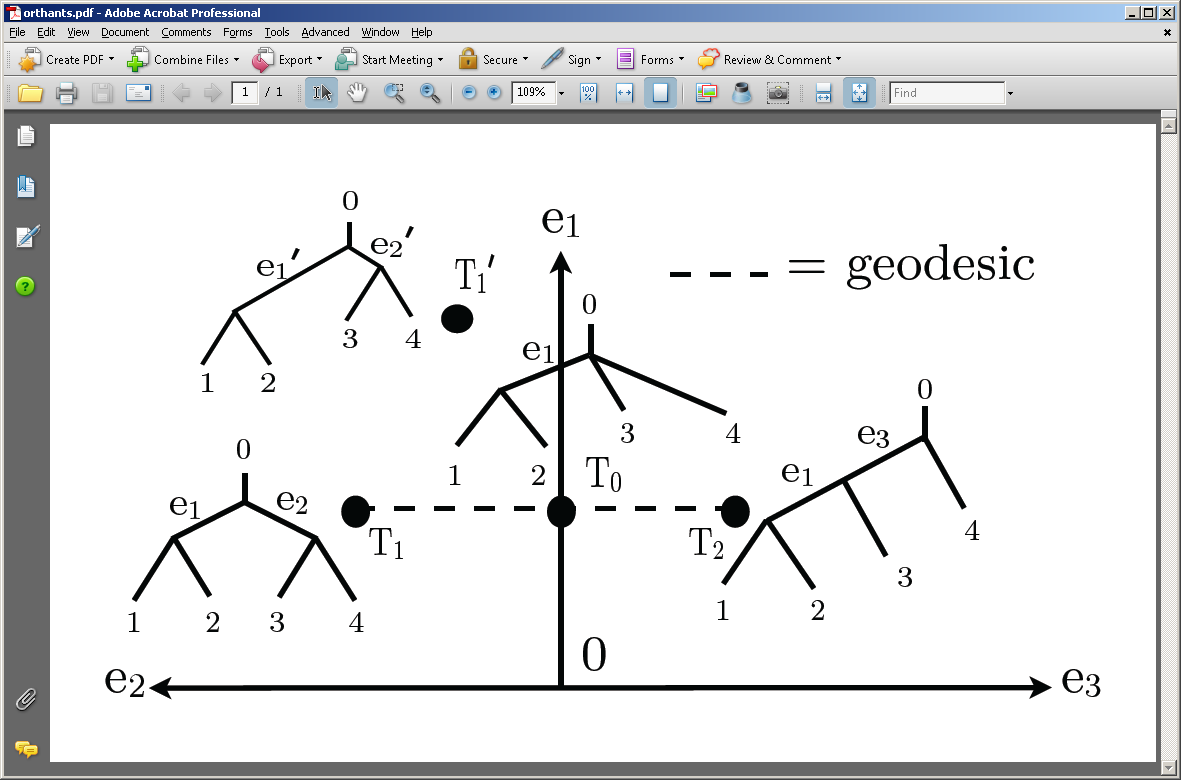 orthants.pdf - Adobe Acrobat Professional
File Edit View Document Comments Forms Tools Advanced Window Help
Create PDF Combine Files Export Start Meeting Secure Sign Forms Review & Comment
1 / 1 109% 100% Find
0
e₁′ e₂′
1 2 3 4
T₁′
e₁
= geodesic
0
e₁
1 2 3 4
T₀
0
e₁ e₂
1 2 3 4
T₁
T₂
0
e₃
e₁
1 2 3 4
0
e₂ e₃